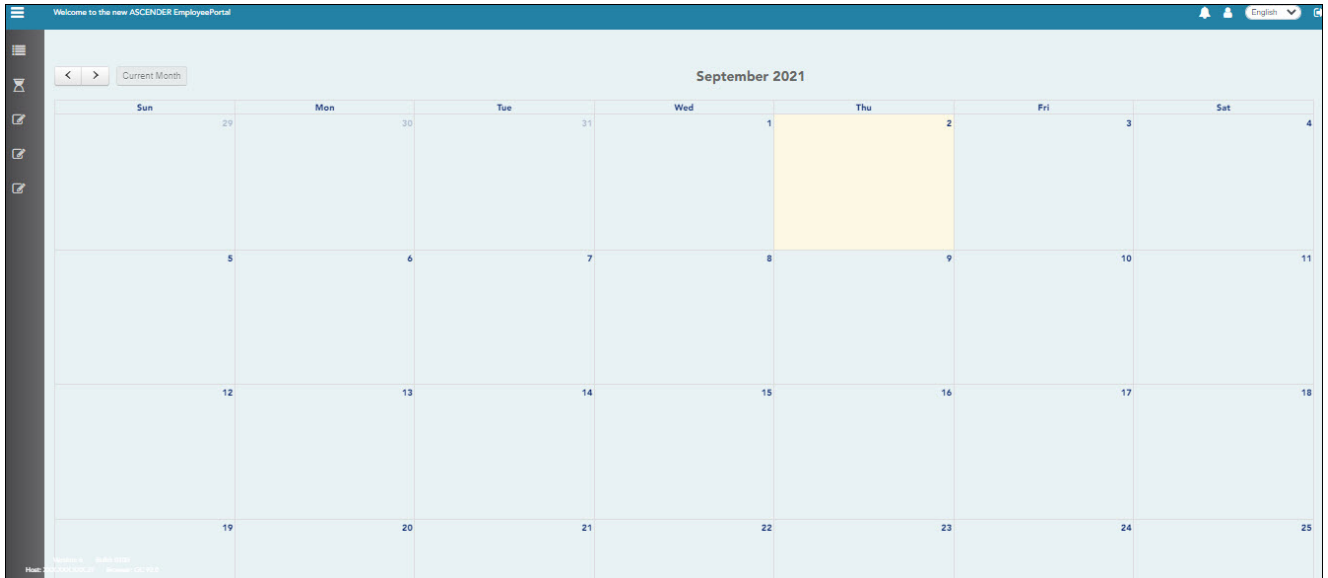 Welcome to the new ASCENDER EmployeePortal English
Current Month September 2021
Sun Mon Tue Wed Thu Fri Sat
29 30 31 1 2 3 4
5 6 7 8 9 10 11
12 13 14 15 16 17 18
19 20 21 22 23 24 25
Host: